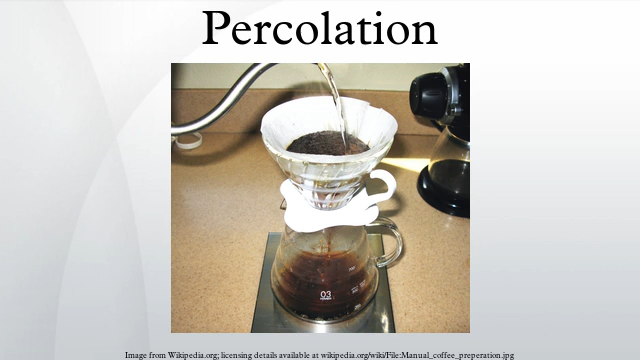 Percolation
03
Image from Wikipedia.org; licensing details available at wikipedia.org/wiki/File:Manual_coffee_preperation.jpg